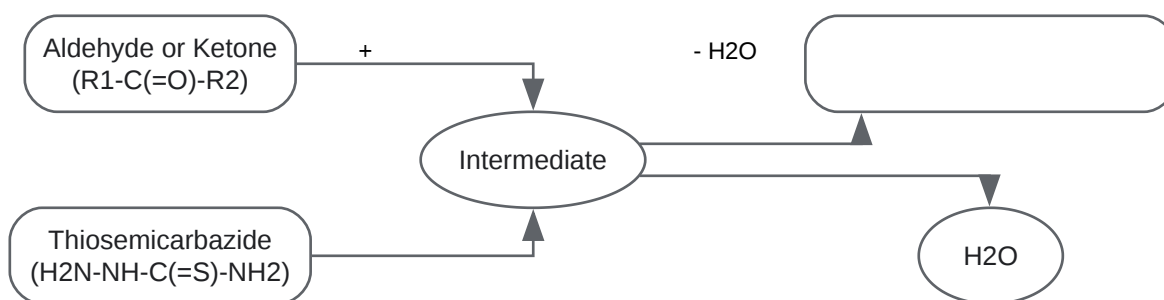 Aldehyde or Ketone
(R1-C(=O)-R2)
+
- H2O
Intermediate
Thiosemicarbazide
(H2N-NH-C(=S)-NH2)
H2O